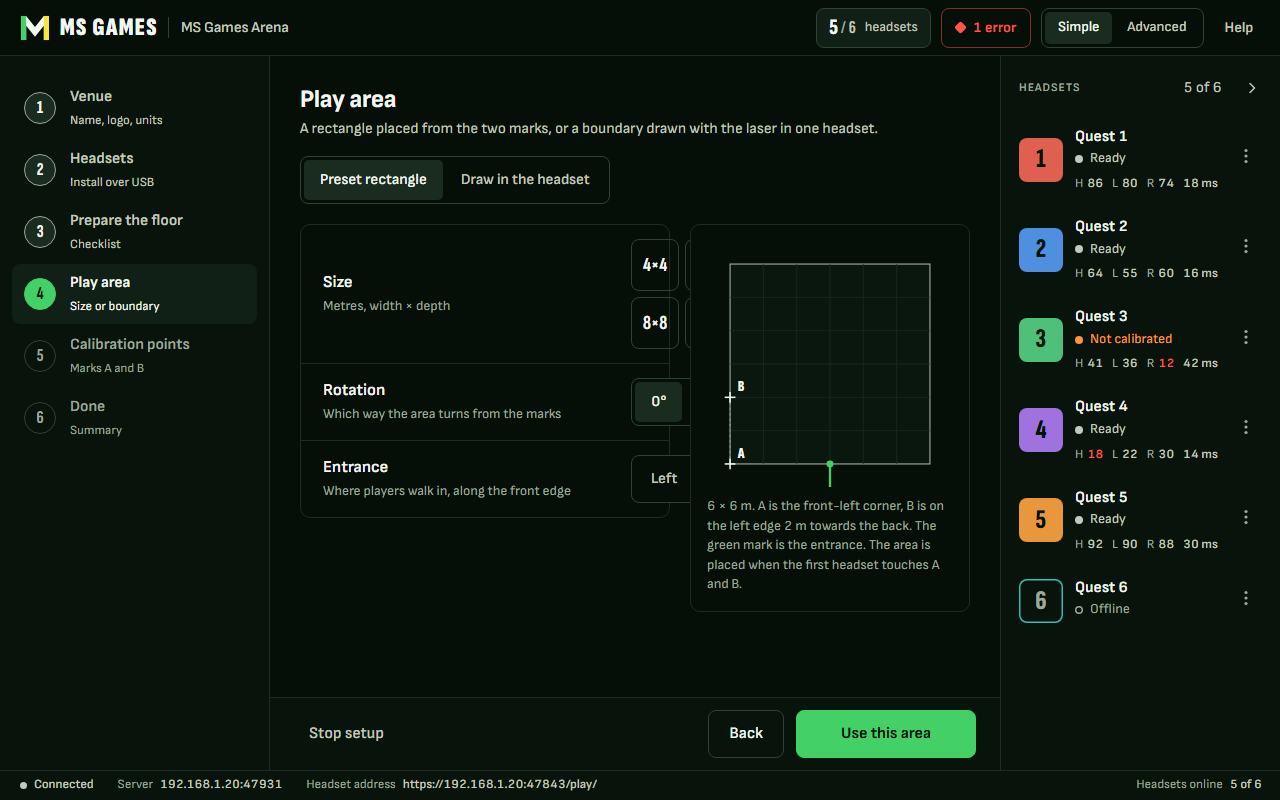 MS GAMES
MS Games Arena
5 / 6 headsets
1 error
Simple
Advanced
Help
1
Venue
Name, logo, units
2
Headsets
Install over USB
3
Prepare the floor
Checklist
4
Play area
Size or boundary
5
Calibration points
Marks A and B
6
Done
Summary
Play area
A rectangle placed from the two marks, or a boundary drawn with the laser in one headset.
Preset rectangle
Draw in the headset
Size
Metres, width × depth
4×4
8×8
Rotation
Which way the area turns from the marks
0°
Entrance
Where players walk in, along the front edge
Left
B
A
6 × 6 m. A is the front-left corner, B is on
the left edge 2 m towards the back. The
green mark is the entrance. The area is
placed when the first headset touches A
and B.
Stop setup
Back
Use this area
HEADSETS
5 of 6
1
Quest 1
Ready
H 86 L 80 R 74 18 ms
2
Quest 2
Ready
H 64 L 55 R 60 16 ms
3
Quest 3
Not calibrated
H 41 L 36 R 12 42 ms
4
Quest 4
Ready
H 18 L 22 R 30 14 ms
5
Quest 5
Ready
H 92 L 90 R 88 30 ms
6
Quest 6
Offline
Connected
Server 192.168.1.20:47931
Headset address https://192.168.1.20:47843/play/
Headsets online 5 of 6